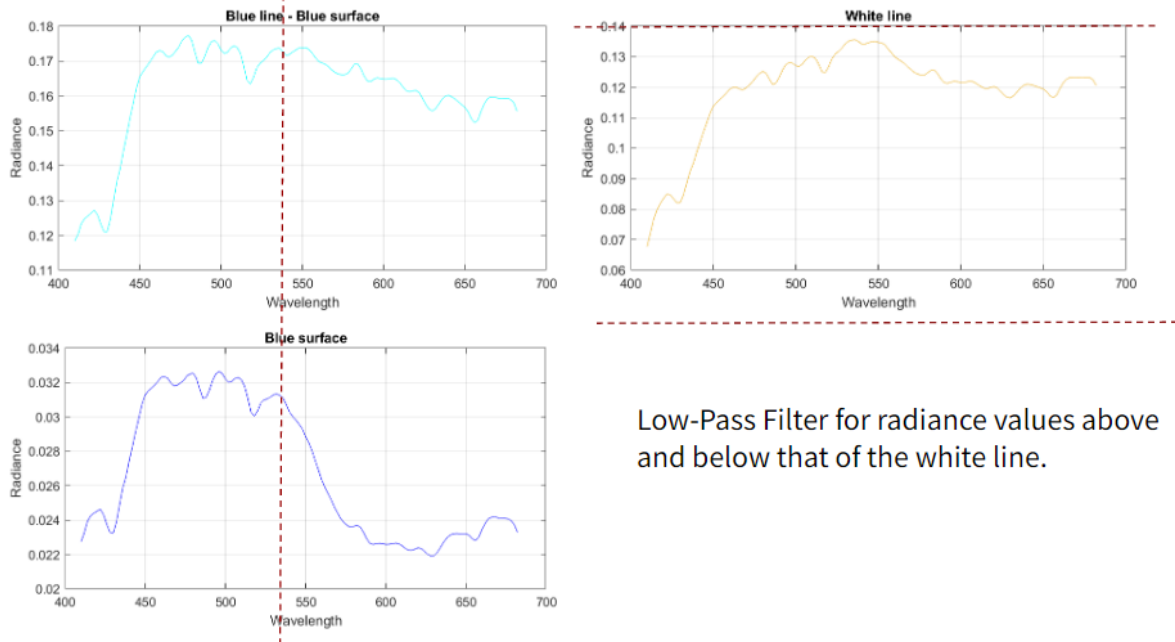 Blue line - Blue surface
0.18
0.17
0.16
0.15
0.14
0.13
0.12
0.11
Radiance
400 450 500 550 600 650 700
Wavelength
White line
0.14
0.13
0.12
0.11
0.1
0.09
0.08
0.07
0.06
Radiance
400 450 500 550 600 650 700
Wavelength
Blue surface
0.034
0.032
0.03
0.028
0.026
0.024
0.022
0.02
Radiance
400 450 500 550 600 650 700
Wavelength
Low-Pass Filter for radiance values above
and below that of the white line.